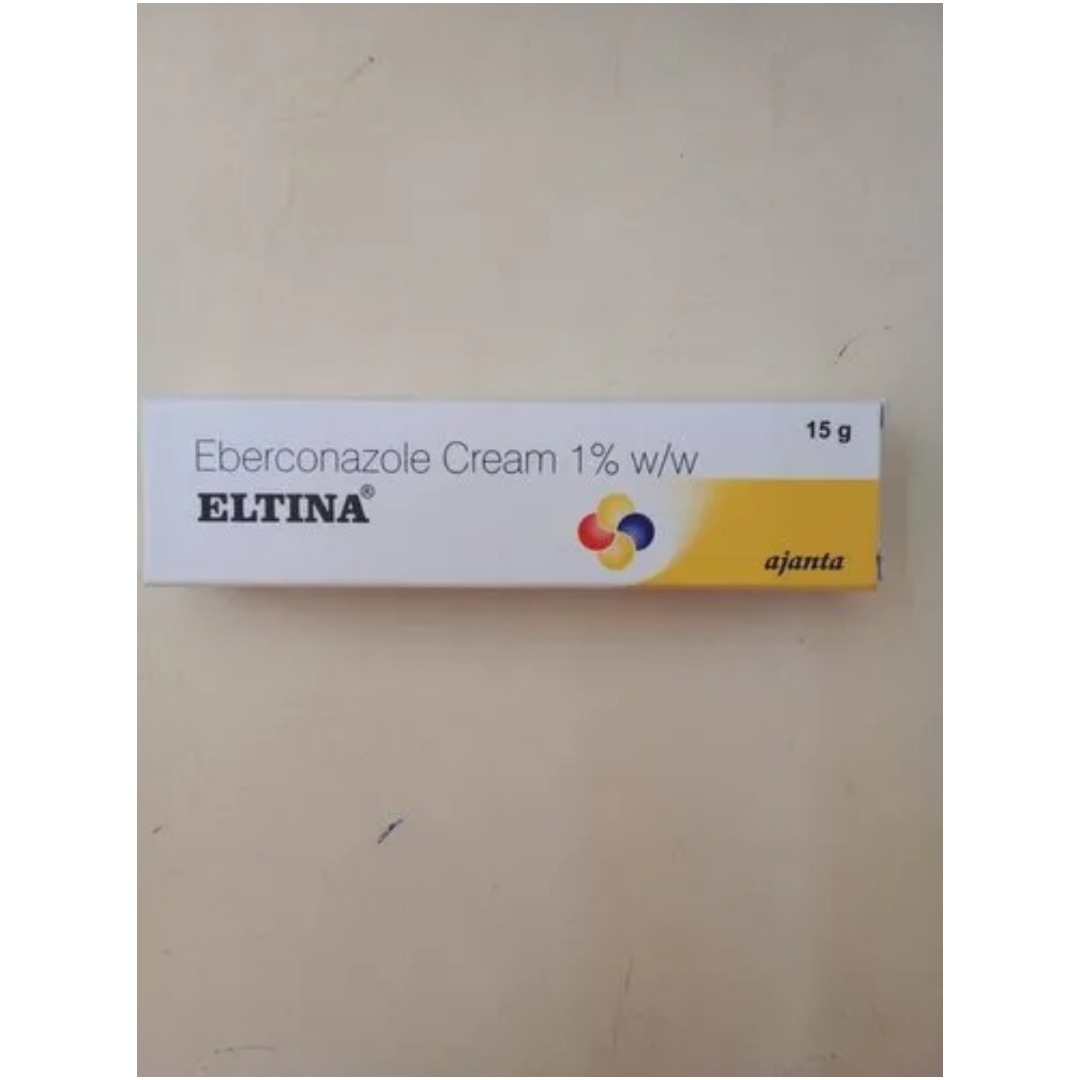 15 g
Eberconazole Cream 1% w/w
ELTINA®
ajanta